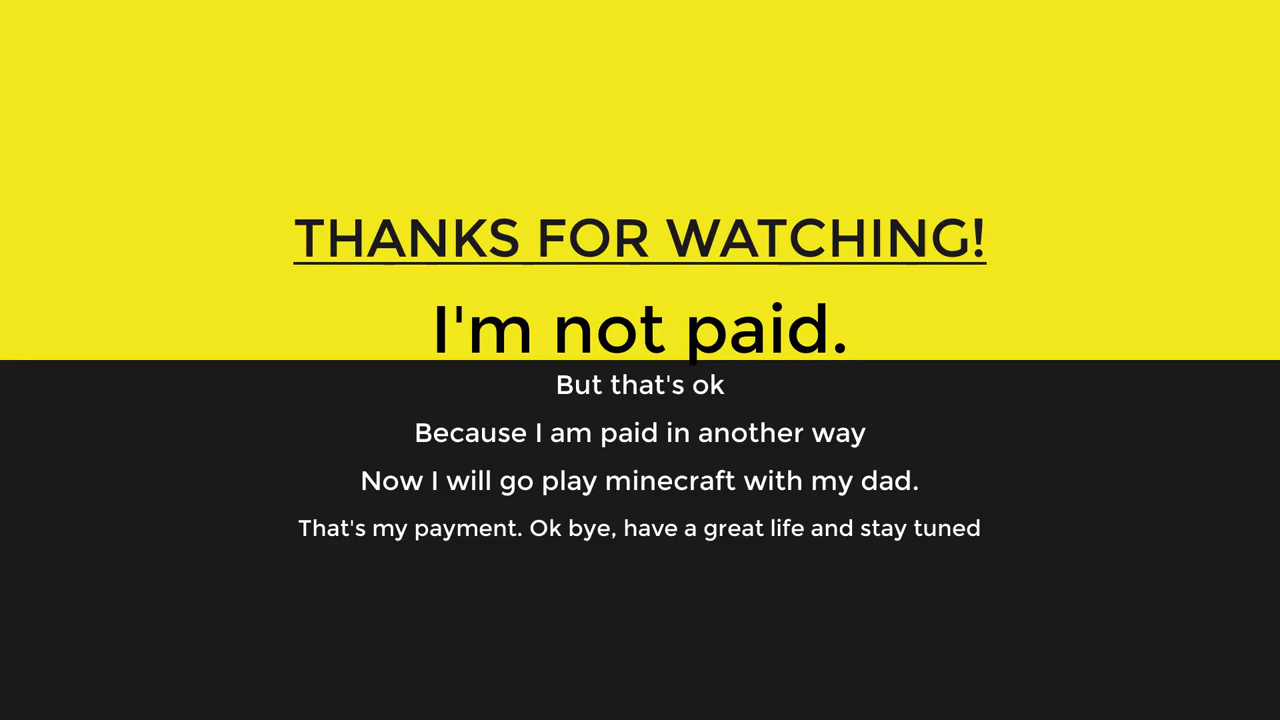 THANKS FOR WATCHING!
I'm not paid.
But that's ok
Because I am paid in another way
Now I will go play minecraft with my dad.
That's my payment. Ok bye, have a great life and stay tuned